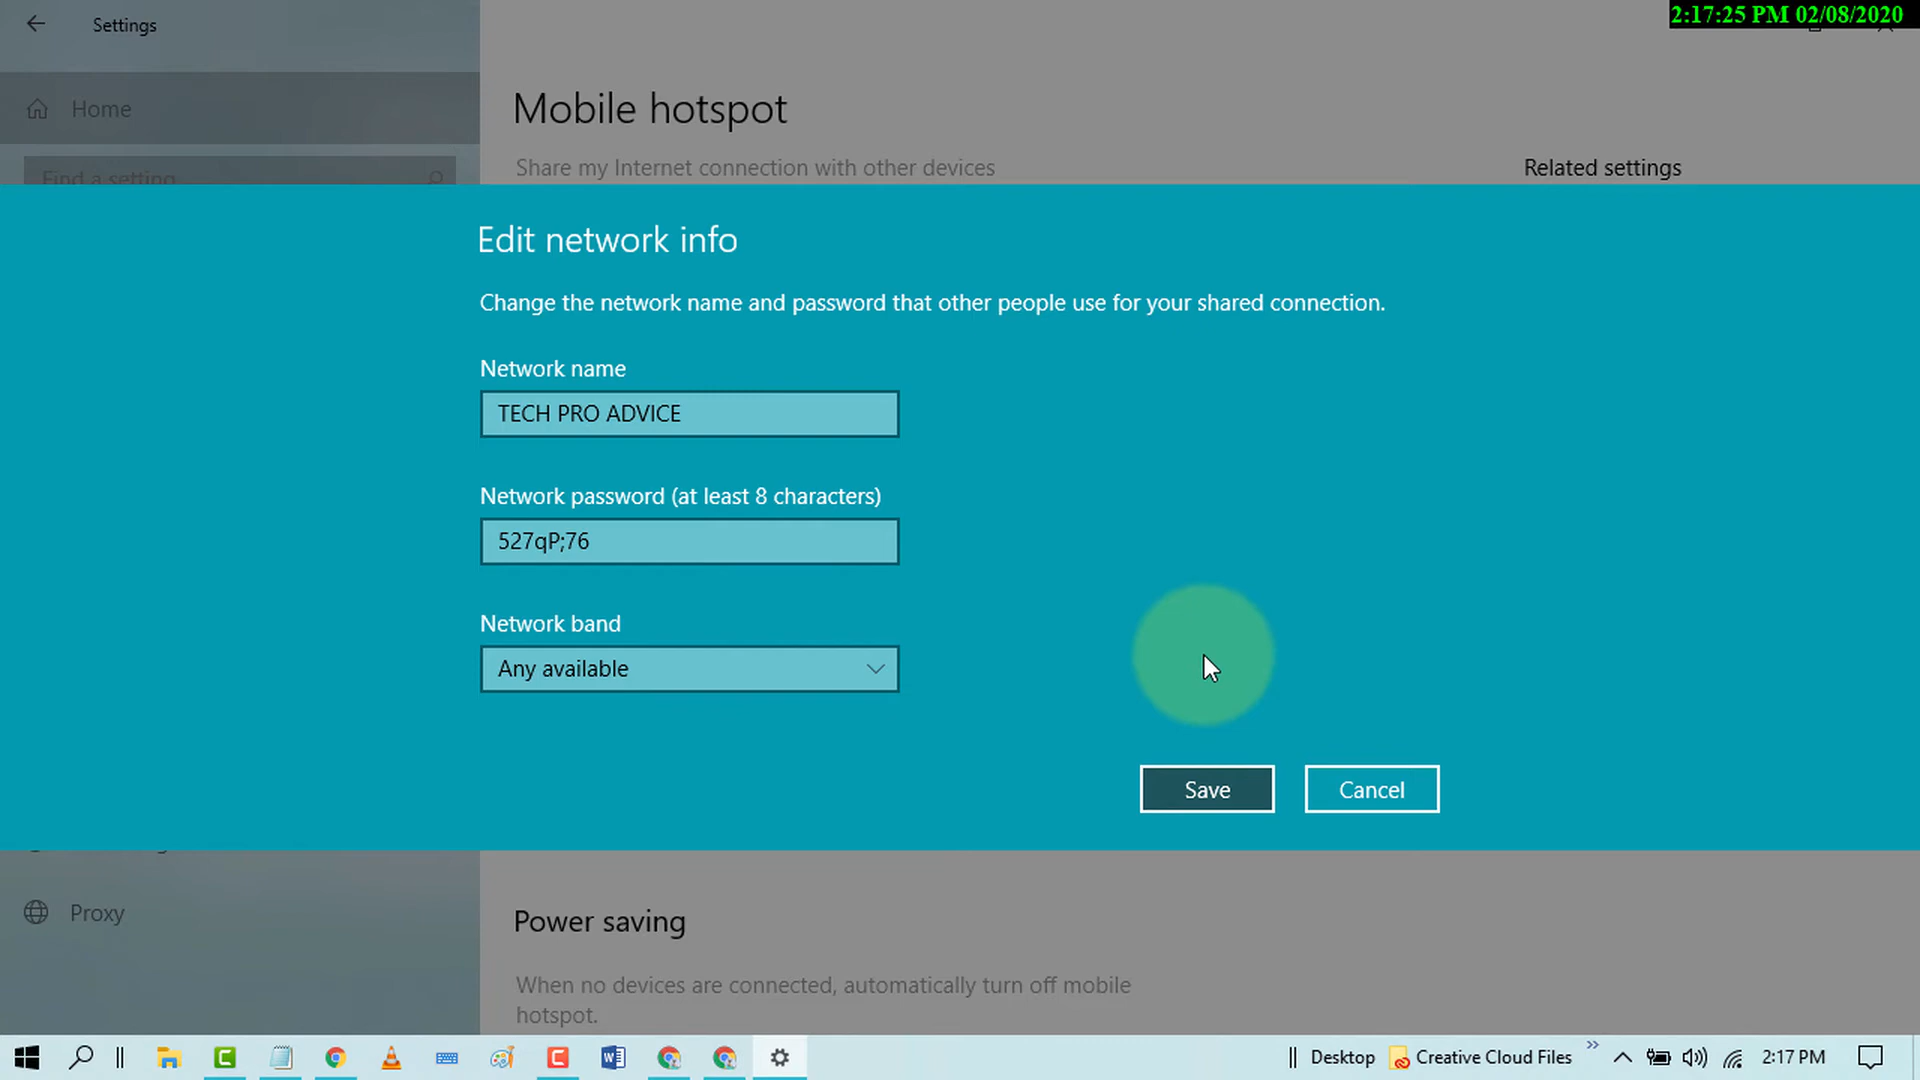 Settings
2:17:25 PM 02/08/2020
Home
Mobile hotspot
Find a setting
Share my Internet connection with other devices
Related settings
Edit network info
Change the network name and password that other people use for your shared connection.
Network name
TECH PRO ADVICE
Network password (at least 8 characters)
527qP;76
Network band
Any available
Save
Cancel
Proxy
Power saving
When no devices are connected, automatically turn off mobile
hotspot.
Desktop
Creative Cloud Files
2:17 PM